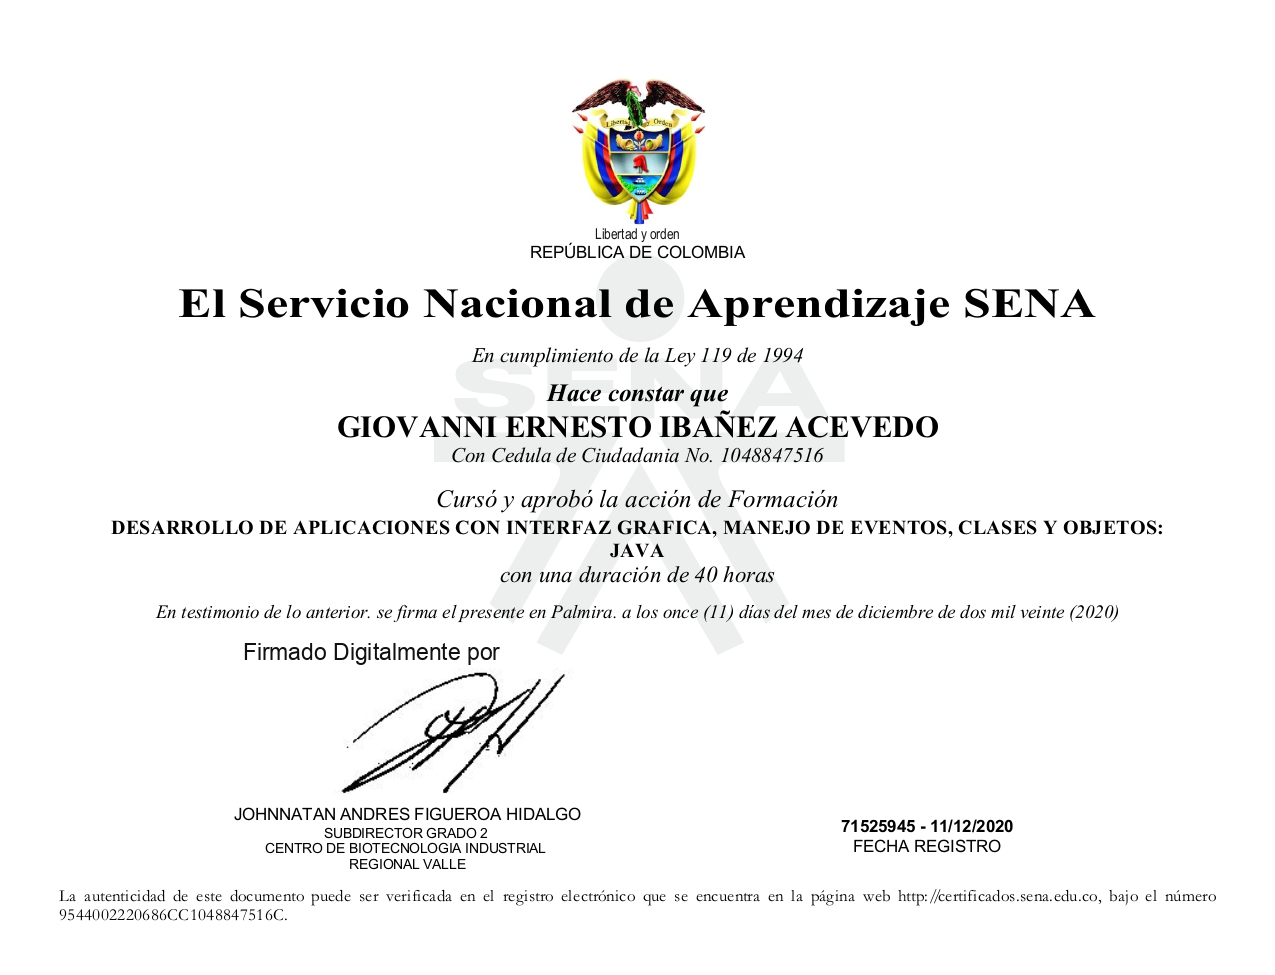 Libertad y Orden
Libertad y orden
REPÚBLICA DE COLOMBIA
El Servicio Nacional de Aprendizaje SENA
En cumplimiento de la Ley 119 de 1994
SENA
Hace constar que
GIOVANNI ERNESTO IBAÑEZ ACEVEDO
Con Cedula de Ciudadania No. 1048847516
Cursó y aprobó la acción de Formación
DESARROLLO DE APLICACIONES CON INTERFAZ GRAFICA, MANEJO DE EVENTOS, CLASES Y OBJETOS:
JAVA
con una duración de 40 horas
En testimonio de lo anterior. se firma el presente en Palmira. a los once (11) días del mes de diciembre de dos mil veinte (2020)
Firmado Digitalmente por
JOHNNATAN ANDRES FIGUEROA HIDALGO
SUBDIRECTOR GRADO 2
CENTRO DE BIOTECNOLOGIA INDUSTRIAL
REGIONAL VALLE
71525945 - 11/12/2020
FECHA REGISTRO
La autenticidad de este documento puede ser verificada en el registro electrónico que se encuentra en la página web http://certificados.sena.edu.co, bajo el número
9544002220686CC1048847516C.